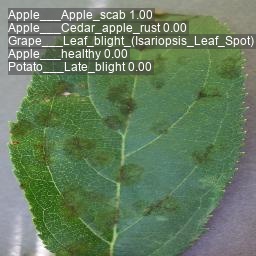 Apple___Apple_scab 1.00
Apple___Cedar_apple_rust 0.00
Grape___Leaf_blight_(Isariopsis_Leaf_Spot)
Apple___healthy 0.00
Potato___Late_blight 0.00